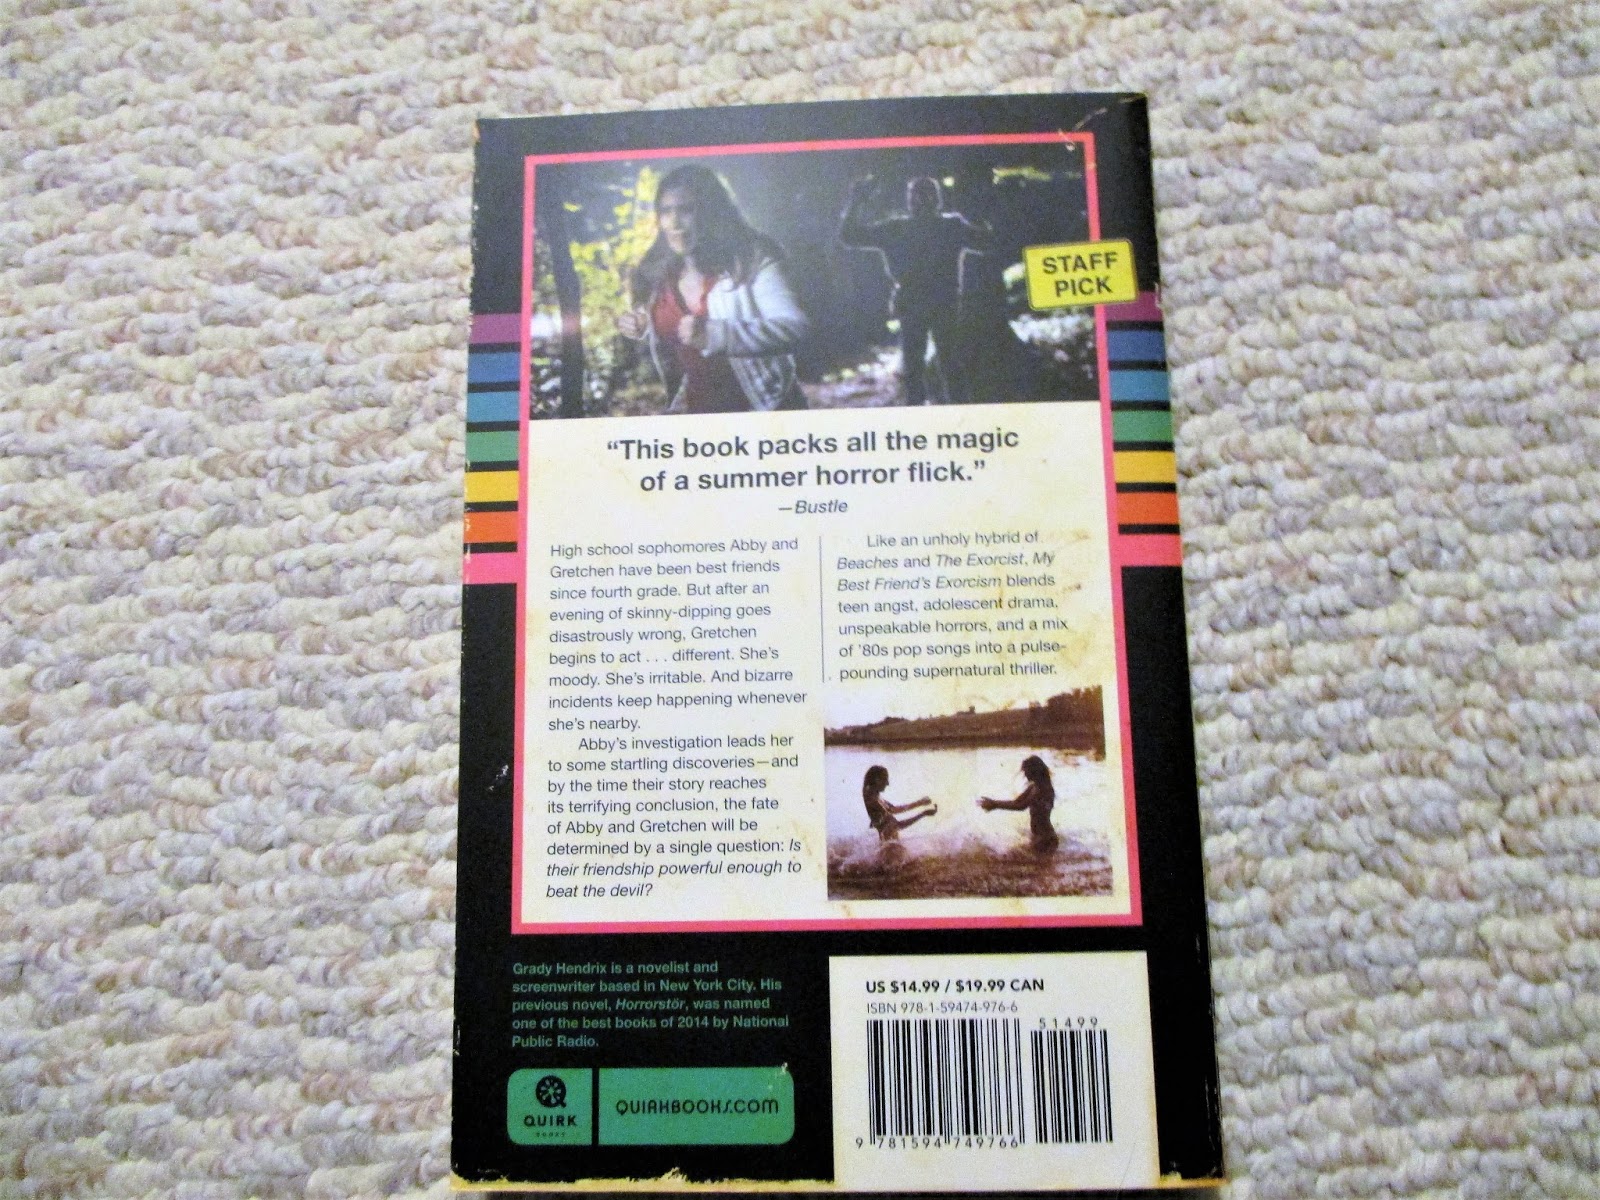 STAFF
PICK
“This book packs all the magic
of a summer horror flick.”
—Bustle
High school sophomores Abby and
Gretchen have been best friends
since fourth grade. But after an
evening of skinny-dipping goes
disastrously wrong, Gretchen
begins to act . . . different. She’s
moody. She’s irritable. And bizarre
incidents keep happening whenever
she’s nearby.
Abby’s investigation leads her
to some startling discoveries—and
by the time their story reaches
its terrifying conclusion, the fate
of Abby and Gretchen will be
determined by a single question: Is
their friendship powerful enough to
beat the devil?
Like an unholy hybrid of
Beaches and The Exorcist, My
Best Friend’s Exorcism blends
teen angst, adolescent drama,
unspeakable horrors, and a mix
of ’80s pop songs into a pulse-
pounding supernatural thriller.
Grady Hendrix is a novelist and
screenwriter based in New York City. His
previous novel, Horrorstör, was named
one of the best books of 2014 by National
Public Radio.
QUIRK
BOOKS
QUIRKBOOKS.COM
US $14.99 / $19.99 CAN
ISBN 978-1-59474-976-6
51499
9 781594 749766